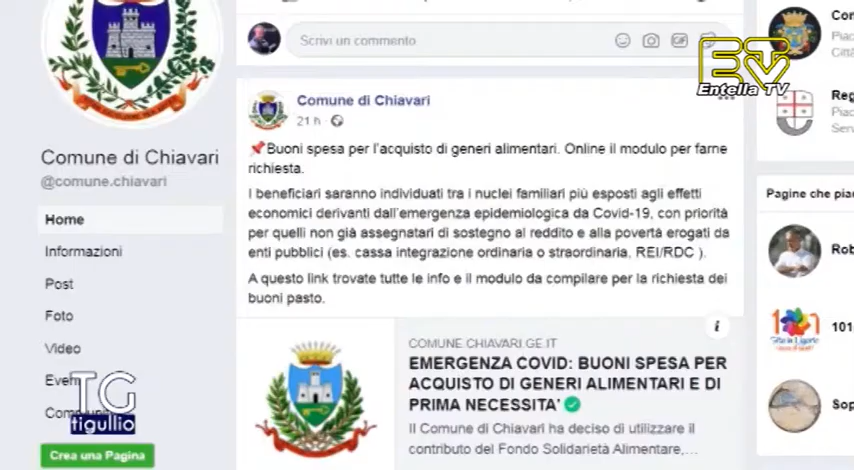 Comune di Chiavari
@comune.chiavari
Home
Informazioni
Post
Foto
Video
Crea una Pagina
Scrivi un commento
GIF
Comune di Chiavari
21 h ·
📌Buoni spesa per l'acquisto di generi alimentari. Online il modulo per farne
richiesta.
I beneficiari saranno individuati tra i nuclei familiari più esposti agli effetti
economici derivanti dall'emergenza epidemiologica da Covid-19, con priorità
per quelli non già assegnatari di sostegno al reddito e alla povertà erogati da
enti pubblici (es. cassa integrazione ordinaria o straordinaria, REI/RDC ).
A questo link trovate tutte le info e il modulo da compilare per la richiesta dei
buoni pasto.
COMUNE.CHIAVARI.GE.IT
EMERGENZA COVID: BUONI SPESA PER
ACQUISTO DI GENERI ALIMENTARI E DI
PRIMA NECESSITA' ✅
Il Comune di Chiavari ha deciso di utilizzare il
contributo del Fondo Solidarietà Alimentare,...
Pagine che pia
Rob
101
Sop
ETV
Entella TV
TG
tigullio